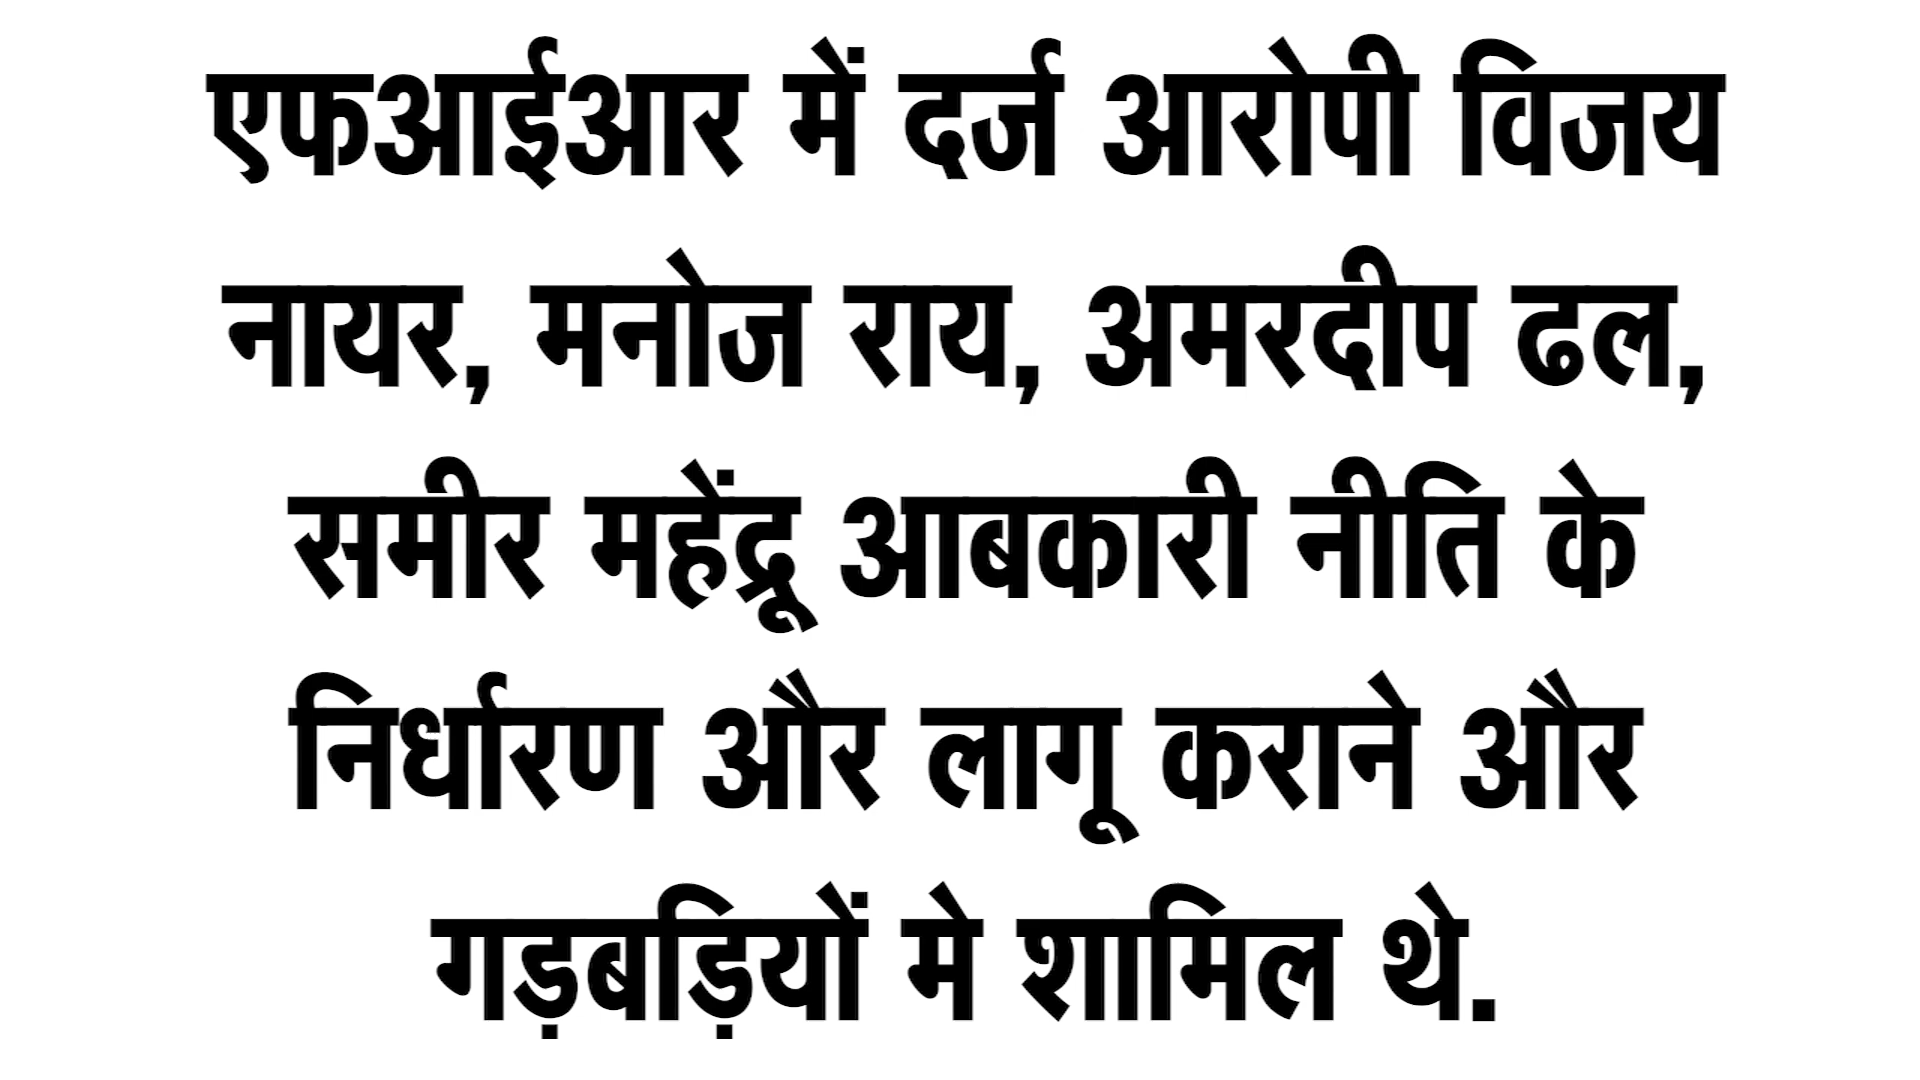 एफआईआर में दर्ज आरोपी विजय
नायर, मनोज राय, अमरदीप ढल,
समीर महेंद्रू आबकारी नीति के
निर्धारण और लागू कराने और
गड़बड़ियों मे शामिल थे.